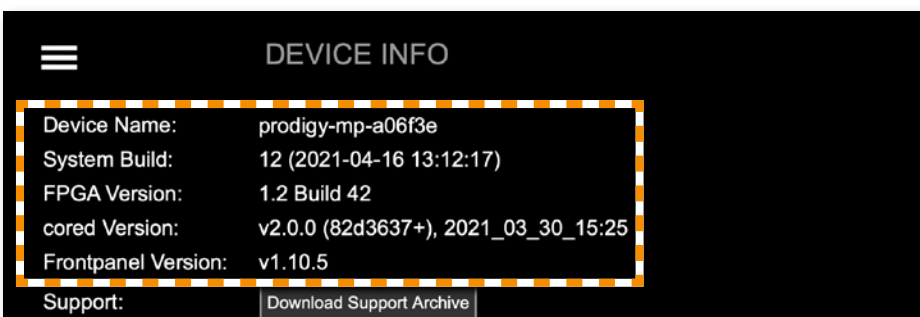 DEVICE INFO
Device Name: prodigy-mp-a06f3e
System Build: 12 (2021-04-16 13:12:17)
FPGA Version: 1.2 Build 42
cored Version: v2.0.0 (82d3637+), 2021_03_30_15:25
Frontpanel Version: v1.10.5
Support: Download Support Archive